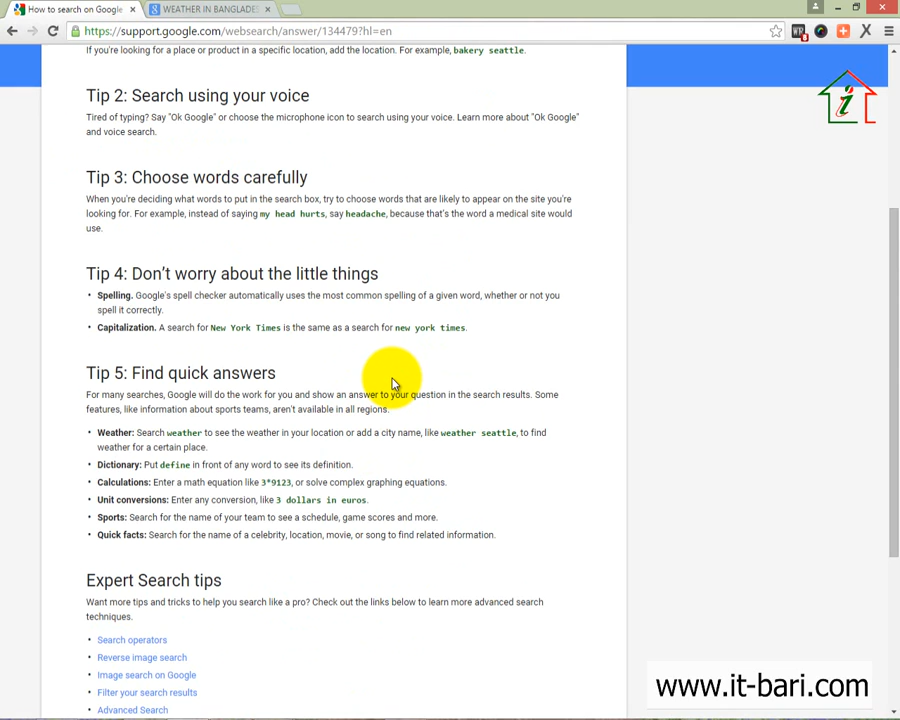 How to search on Google
WEATHER IN BANGLADE
https://support.google.com/websearch/answer/134479?hl=en
If you're looking for a place or product in a specific location, add the location. For example, bakery seattle.
Tip 2: Search using your voice
Tired of typing? Say "Ok Google" or choose the microphone icon to search using your voice. Learn more about "Ok Google"
and voice search.
Tip 3: Choose words carefully
When you're deciding what words to put in the search box, try to choose words that are likely to appear on the site you're
looking for. For example, instead of saying my head hurts, say headache, because that's the word a medical site would
use.
Tip 4: Don't worry about the little things
• Spelling. Google's spell checker automatically uses the most common spelling of a given word, whether or not you
spell it correctly.
• Capitalization. A search for New York Times is the same as a search for new york times.
Tip 5: Find quick answers
For many searches, Google will do the work for you and show an answer to your question in the search results. Some
features, like information about sports teams, aren't available in all regions.
• Weather: Search weather to see the weather in your location or add a city name, like weather seattle, to find
weather for a certain place.
• Dictionary: Put define in front of any word to see its definition.
• Calculations: Enter a math equation like 3*9123, or solve complex graphing equations.
• Unit conversions: Enter any conversion, like 3 dollars in euros.
• Sports: Search for the name of your team to see a schedule, game scores and more.
• Quick facts: Search for the name of a celebrity, location, movie, or song to find related information.
Expert Search tips
Want more tips and tricks to help you search like a pro? Check out the links below to learn more advanced search
techniques.
• Search operators
• Reverse image search
• Image search on Google
• Filter your search results
• Advanced Search
www.it-bari.com